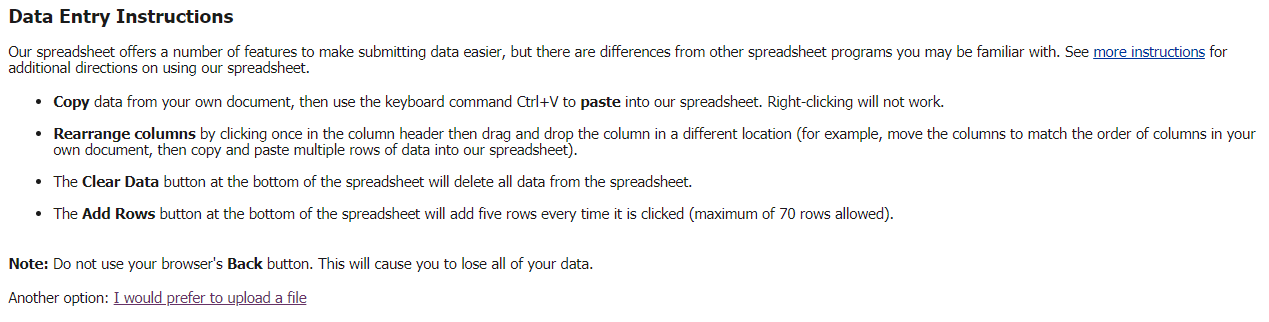 Data Entry Instructions
Our spreadsheet offers a number of features to make submitting data easier, but there are differences from other spreadsheet programs you may be familiar with. See more instructions for
additional directions on using our spreadsheet.
• Copy data from your own document, then use the keyboard command Ctrl+V to paste into our spreadsheet. Right-clicking will not work.
• Rearrange columns by clicking once in the column header then drag and drop the column in a different location (for example, move the columns to match the order of columns in your
own document, then copy and paste multiple rows of data into our spreadsheet).
• The Clear Data button at the bottom of the spreadsheet will delete all data from the spreadsheet.
• The Add Rows button at the bottom of the spreadsheet will add five rows every time it is clicked (maximum of 70 rows allowed).
Note: Do not use your browser's Back button. This will cause you to lose all of your data.
Another option: I would prefer to upload a file